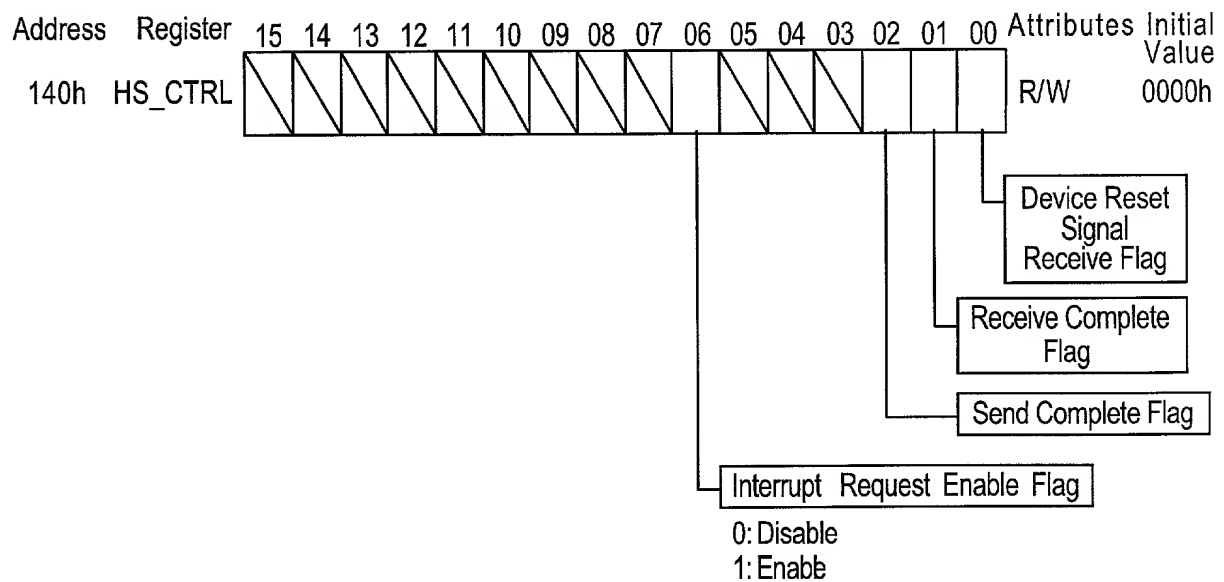 Address Register 15 14 13 12 11 10 09 08 07 06 05 04 03 02 01 00 Attributes Initial
Value
140h HS_CTRL R/W 0000h
Device Reset
Signal
Receive Flag
Receive Complete
Flag
Send Complete Flag
Interrupt Request Enable Flag
0: Disable
1: Enable